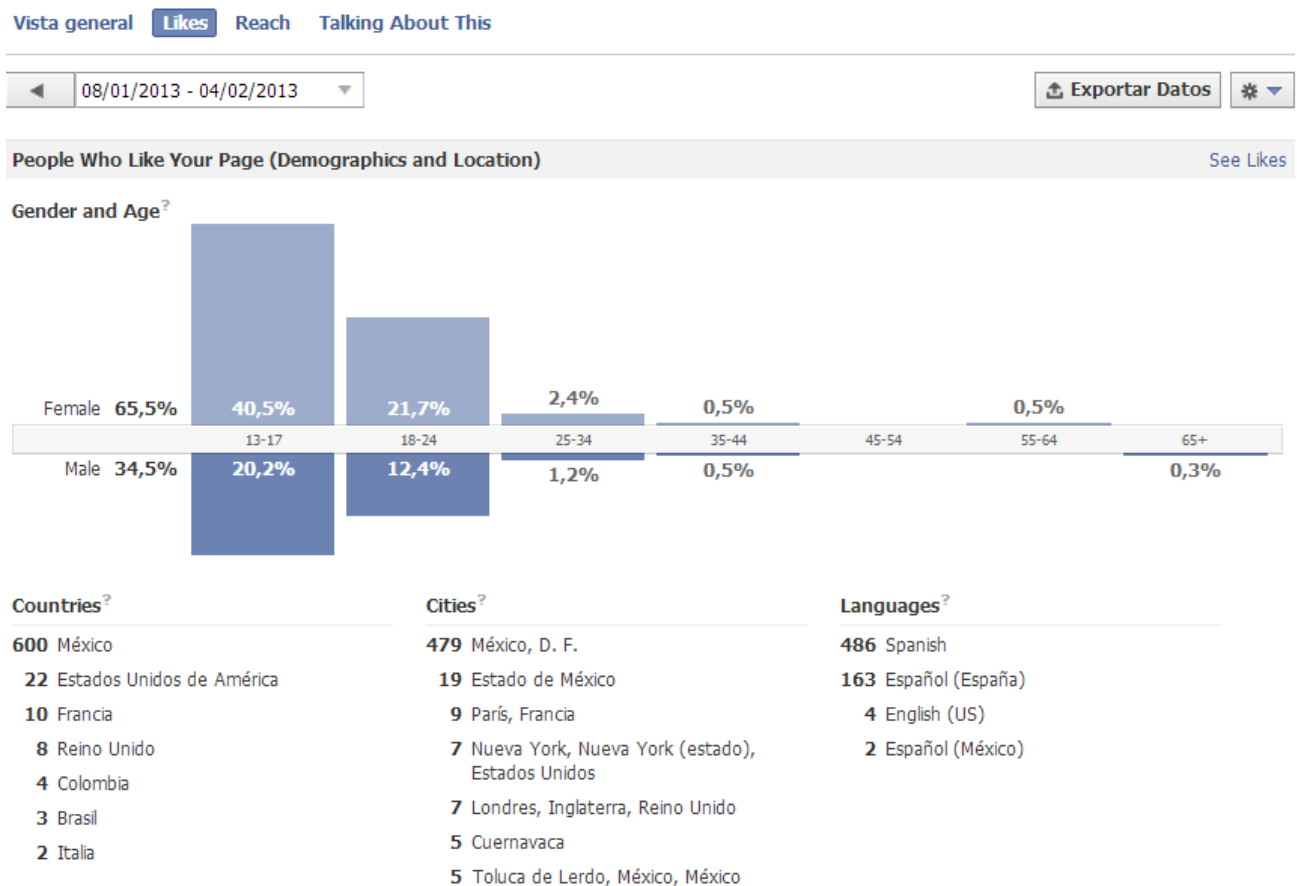 Vista general Likes Reach Talking About This
08/01/2013 - 04/02/2013 Exportar Datos
People Who Like Your Page (Demographics and Location) See Likes
Gender and Age?
Female 65,5% 40,5% 21,7% 2,4% 0,5% 0,5%
13-17 18-24 25-34 35-44 45-54 55-64 65+
Male 34,5% 20,2% 12,4% 1,2% 0,5% 0,3%
Countries? Cities? Languages?
600 México 479 México, D. F. 486 Spanish
22 Estados Unidos de América 19 Estado de México 163 Español (España)
10 Francia 9 París, Francia 4 English (US)
8 Reino Unido 7 Nueva York, Nueva York (estado), 2 Español (México)
Estados Unidos
4 Colombia 7 Londres, Inglaterra, Reino Unido
3 Brasil 5 Cuernavaca
2 Italia 5 Toluca de Lerdo, México, México